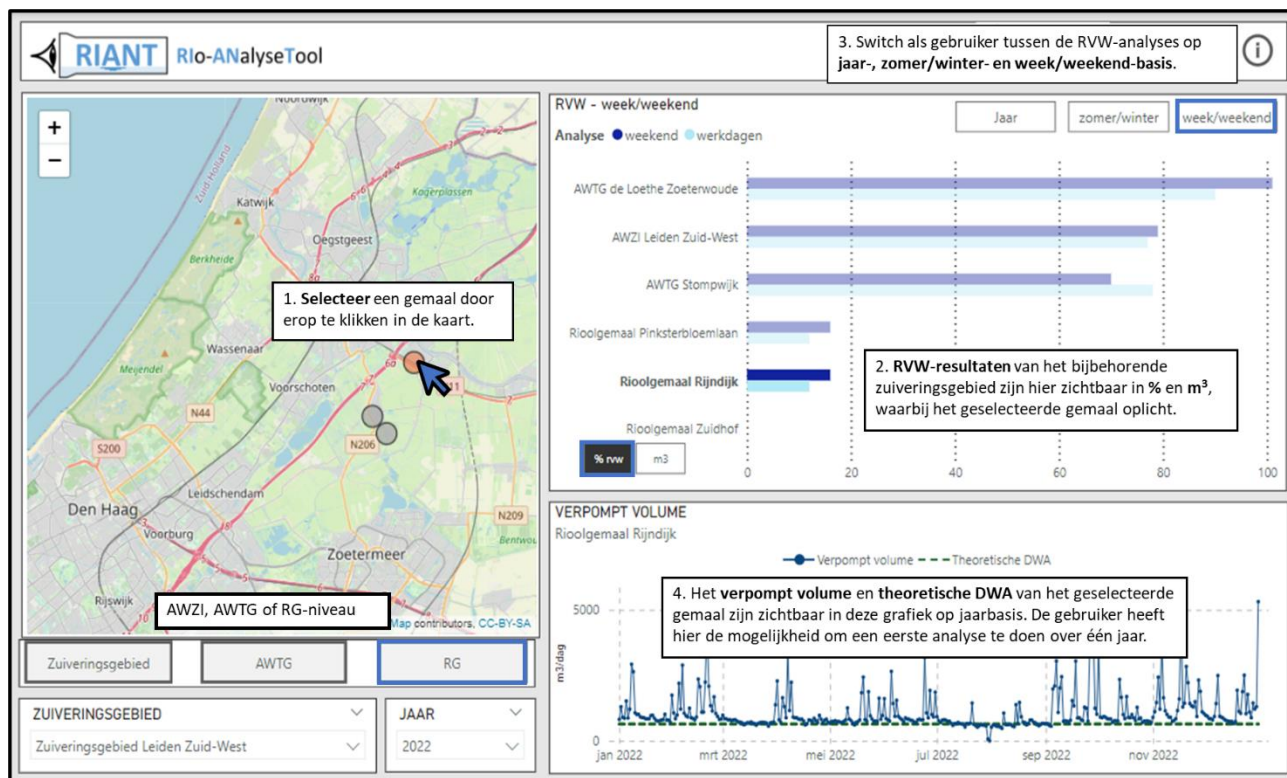 RIANT RIo-ANalyseTool
3. Switch als gebruiker tussen de RVW-analyses op
jaar-, zomer/winter- en week/weekend-basis.
i
+
−
Zuid Holland
Noordwijk
Katwijk
Kagerplassen
Oegstgeest
Berkheide
8a
1. Selecteer een gemaal door
erop te klikken in de kaart.
Wassenaar
Meijendel
Voorschoten
6a
N11
N44
N206
S200
Leidschendam
Den Haag
Voorburg
N209
Zoetermeer
Rijswijk
AWZI, AWTG of RG-niveau
Map contributors, CC-BY-SA
Zuiveringsgebied
AWTG
RG
ZUIVERINGSGEBIED
Zuiveringsgebied Leiden Zuid-West
JAAR
2022
RVW - week/weekend
Jaar
zomer/winter
week/weekend
Analyse weekend werkdagen
AWTG de Loethe Zoeterwoude
AWZI Leiden Zuid-West
AWTG Stompwijk
Rioolgemaal Pinksterbloemlaan
Rioolgemaal Rijndijk
Rioolgemaal Zuidhof
2. RVW-resultaten van het bijbehorende
zuiveringsgebied zijn hier zichtbaar in % en m³,
waarbij het geselecteerde gemaal oplicht.
% rvw
m3
0 20 40 60 80 100
VERPOMPT VOLUME
Rioolgemaal Rijndijk
Verpompt volume Theoretische DWA
4. Het verpompt volume en theoretische DWA van het geselecteerde
gemaal zijn zichtbaar in deze grafiek op jaarbasis. De gebruiker heeft
hier de mogelijkheid om een eerste analyse te doen over één jaar.
m3/dag
5000
0
jan 2022 mrt 2022 mei 2022 jul 2022 sep 2022 nov 2022